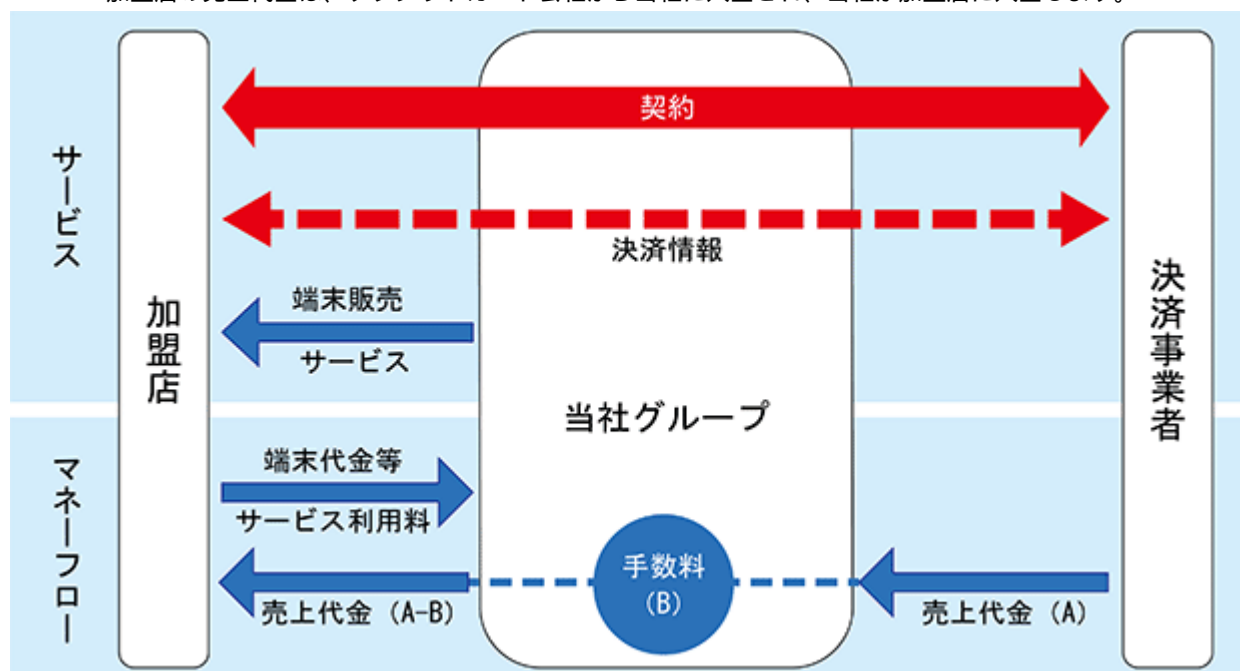 契約
決済情報
サービス
端末販売
サービス
加盟店
決済事業者
当社グループ
マネーフロー
端末代金等
サービス利用料
手数料
(B)
売上代金 (A-B)
売上代金 (A)